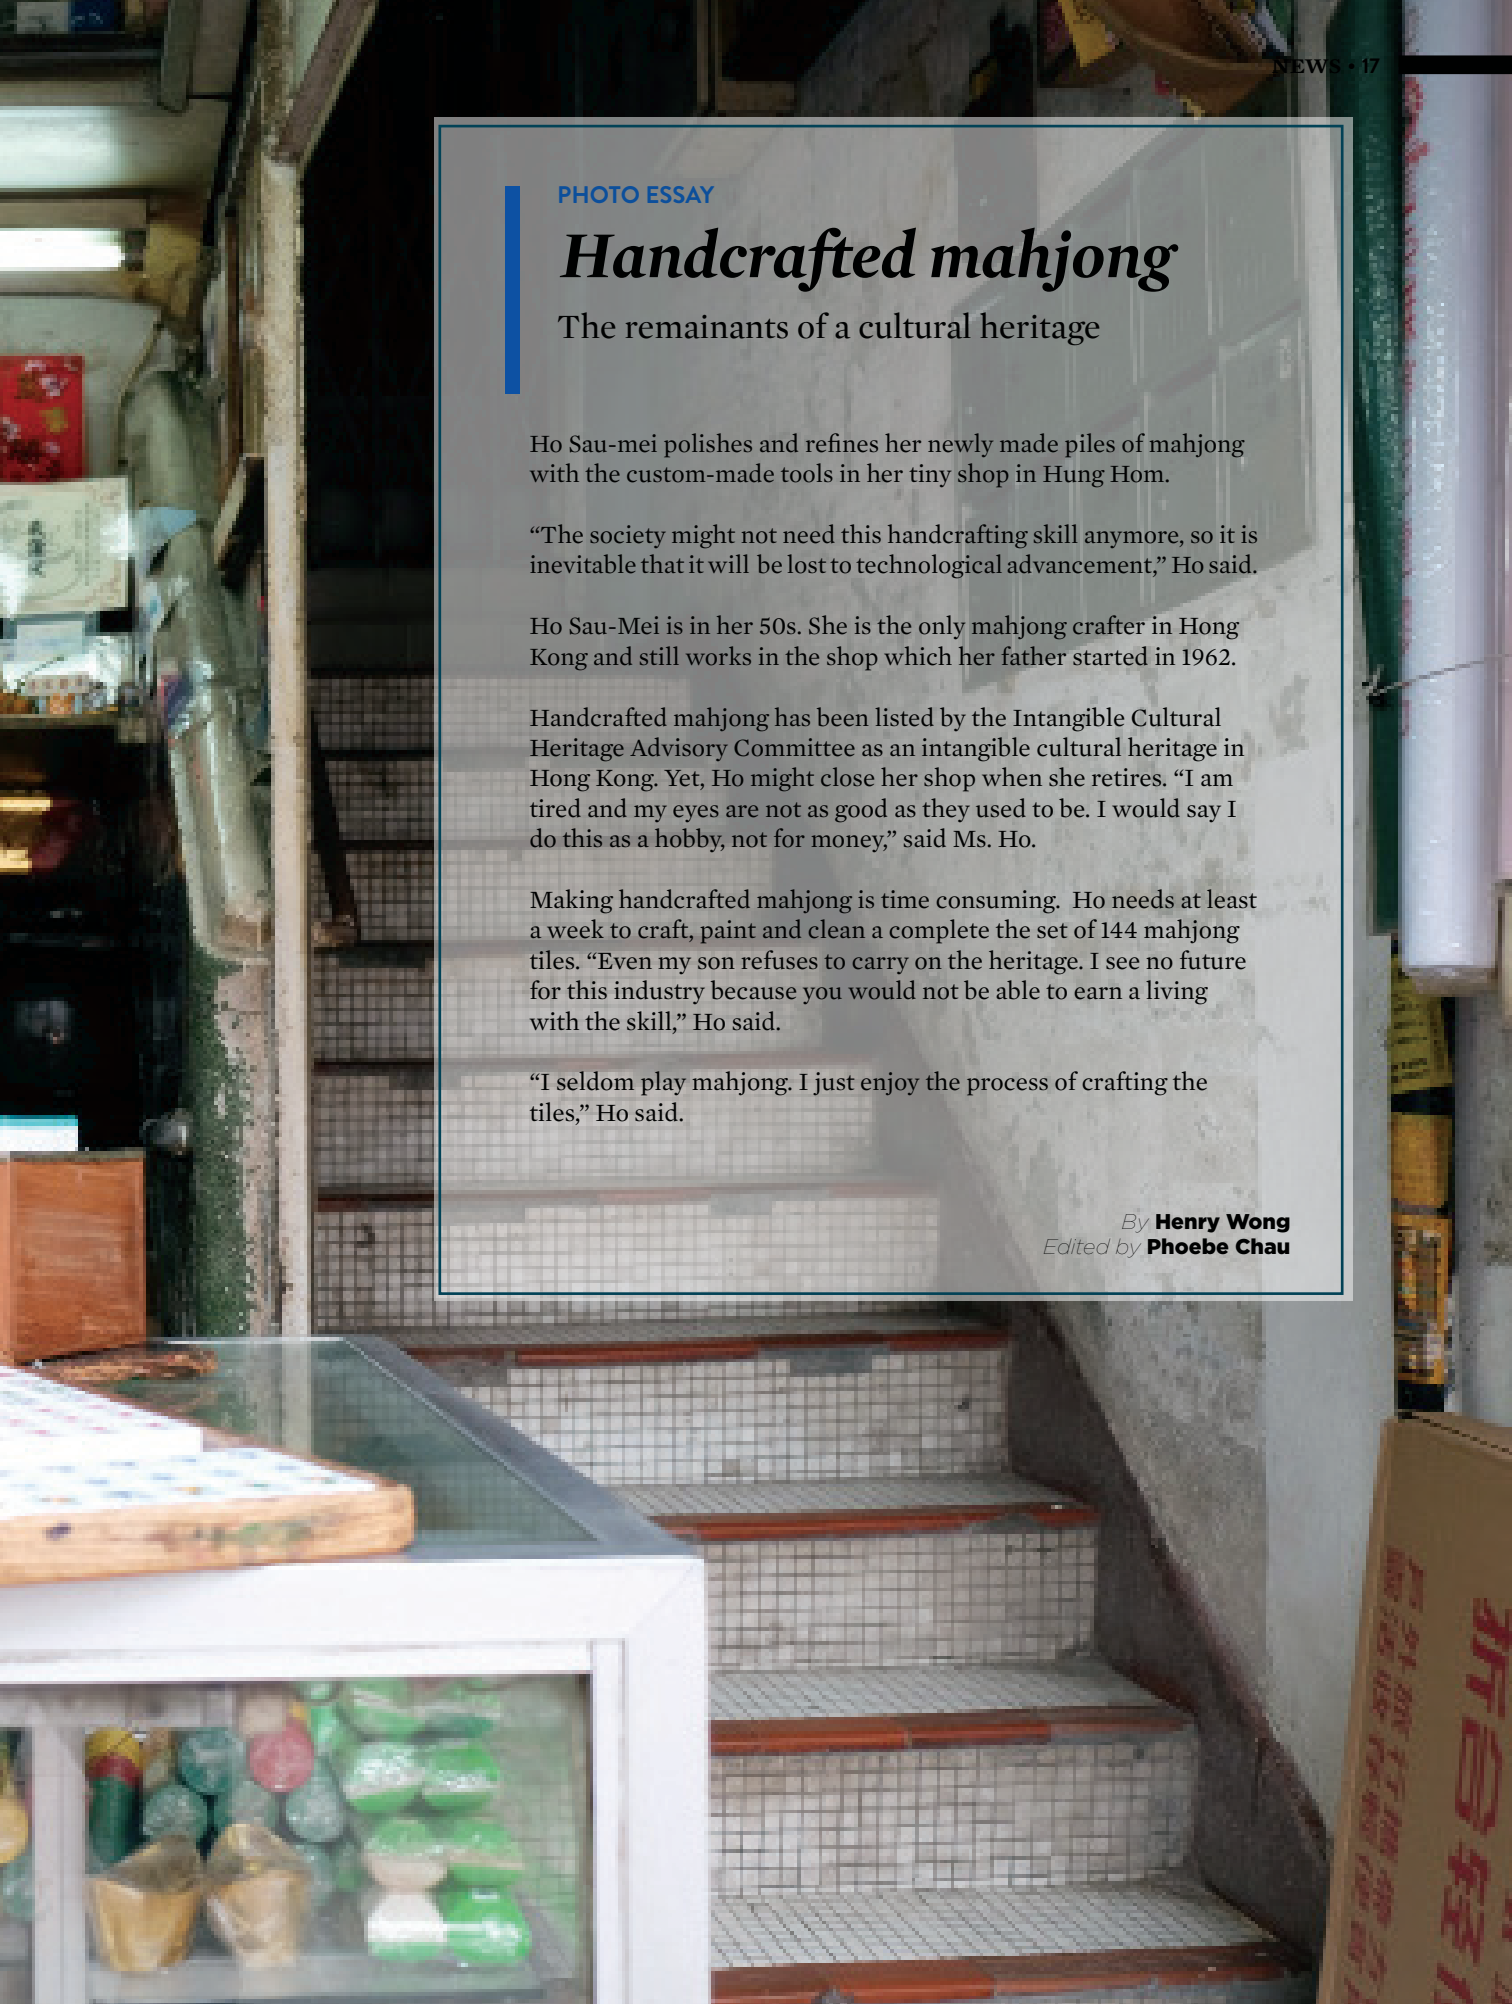 NEWS • 17
PHOTO ESSAY
Handcrafted mahjong
The remainants of a cultural heritage
Ho Sau-mei polishes and refines her newly made piles of mahjong
with the custom-made tools in her tiny shop in Hung Hom.
“The society might not need this handcrafting skill anymore, so it is
inevitable that it will be lost to technological advancement,” Ho said.
Ho Sau-Mei is in her 50s. She is the only mahjong crafter in Hong
Kong and still works in the shop which her father started in 1962.
Handcrafted mahjong has been listed by the Intangible Cultural
Heritage Advisory Committee as an intangible cultural heritage in
Hong Kong. Yet, Ho might close her shop when she retires. “I am
tired and my eyes are not as good as they used to be. I would say I
do this as a hobby, not for money,” said Ms. Ho.
Making handcrafted mahjong is time consuming.  Ho needs at least
a week to craft, paint and clean a complete the set of 144 mahjong
tiles. “Even my son refuses to carry on the heritage. I see no future
for this industry because you would not be able to earn a living
with the skill,” Ho said.
“I seldom play mahjong. I just enjoy the process of crafting the
tiles,” Ho said.
By Henry Wong
Edited by Phoebe Chau